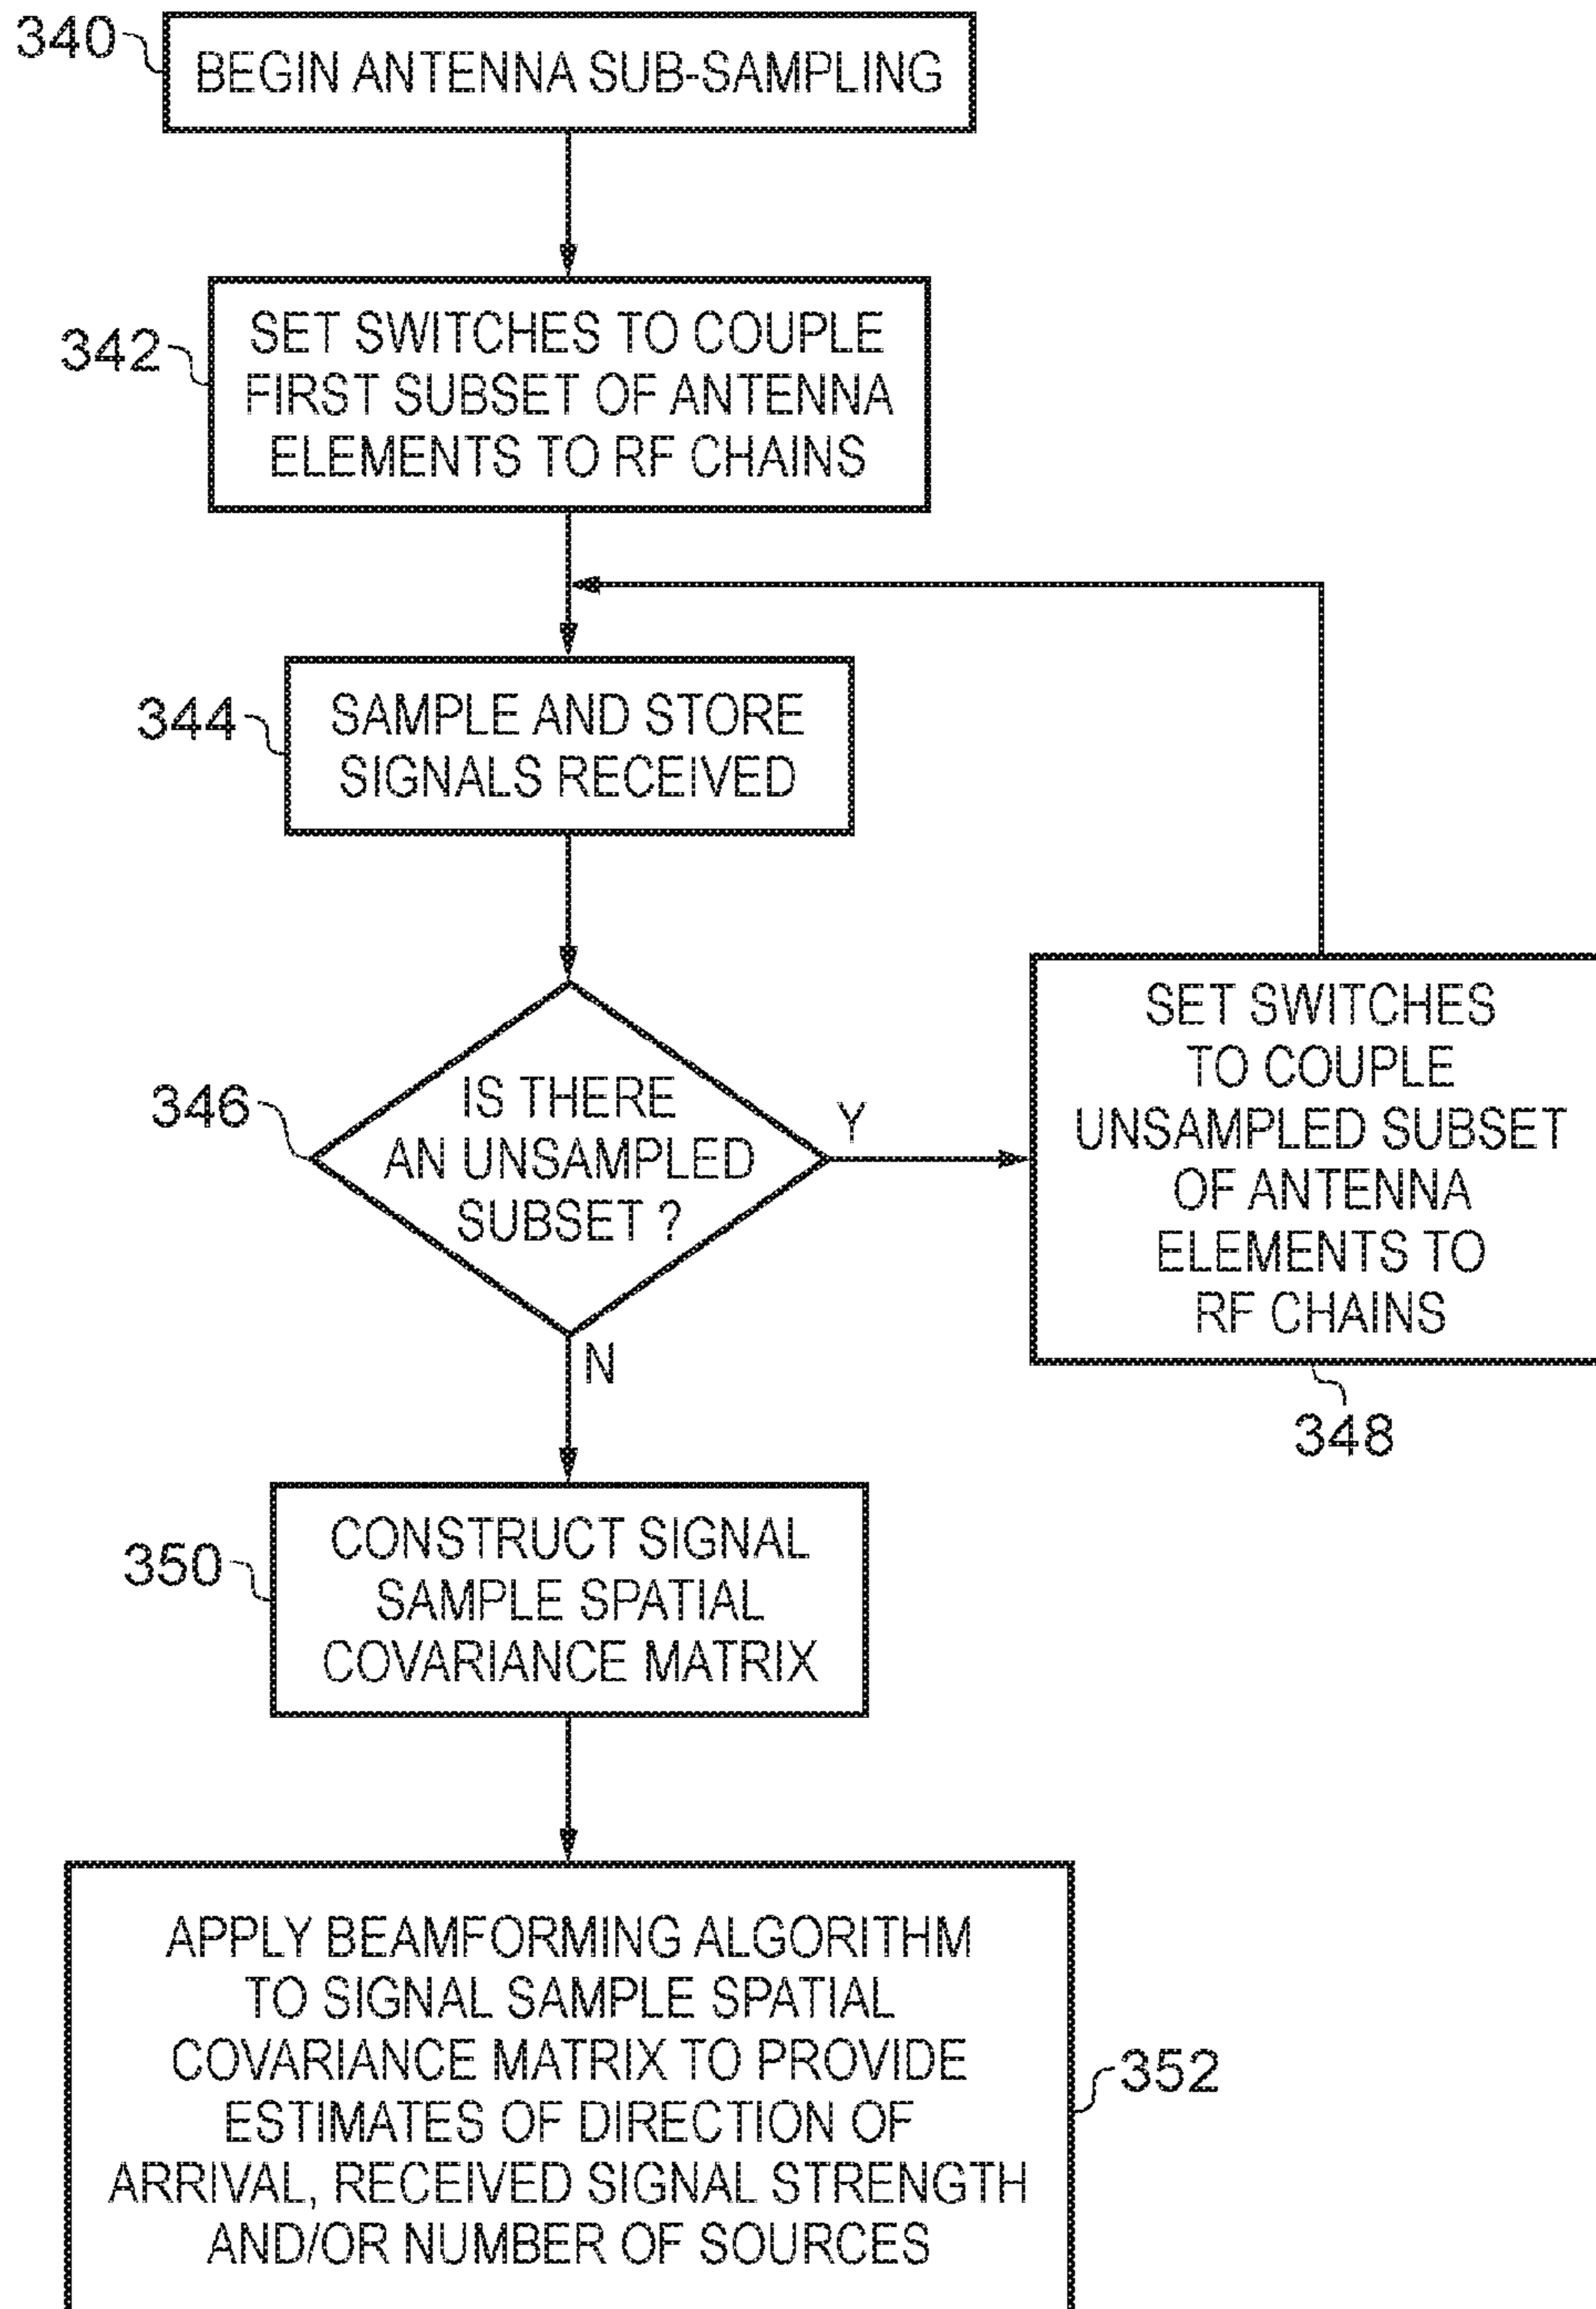 340
BEGIN ANTENNA SUB-SAMPLING
342
SET SWITCHES TO COUPLE
FIRST SUBSET OF ANTENNA
ELEMENTS TO RF CHAINS
344
SAMPLE AND STORE
SIGNALS RECEIVED
346
IS THERE
AN UNSAMPLED
SUBSET ?
Y
N
SET SWITCHES
TO COUPLE
UNSAMPLED SUBSET
OF ANTENNA
ELEMENTS TO
RF CHAINS
348
350
CONSTRUCT SIGNAL
SAMPLE SPATIAL
COVARIANCE MATRIX
APPLY BEAMFORMING ALGORITHM
TO SIGNAL SAMPLE SPATIAL
COVARIANCE MATRIX TO PROVIDE
ESTIMATES OF DIRECTION OF
ARRIVAL, RECEIVED SIGNAL STRENGTH
AND/OR NUMBER OF SOURCES
352